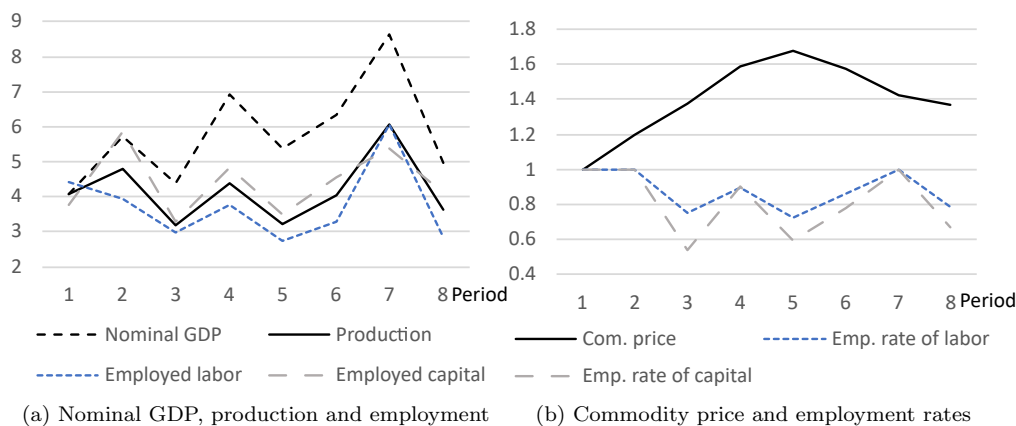 9
8
7
6
5
4
3
2
1 2 3 4 5 6 7 8 Period
Nominal GDP Production
Employed labor Employed capital
(a) Nominal GDP, production and employment
1.8
1.6
1.4
1.2
1
0.8
0.6
0.4
1 2 3 4 5 6 7 8 Period
Com. price Emp. rate of labor
Emp. rate of capital
(b) Commodity price and employment rates